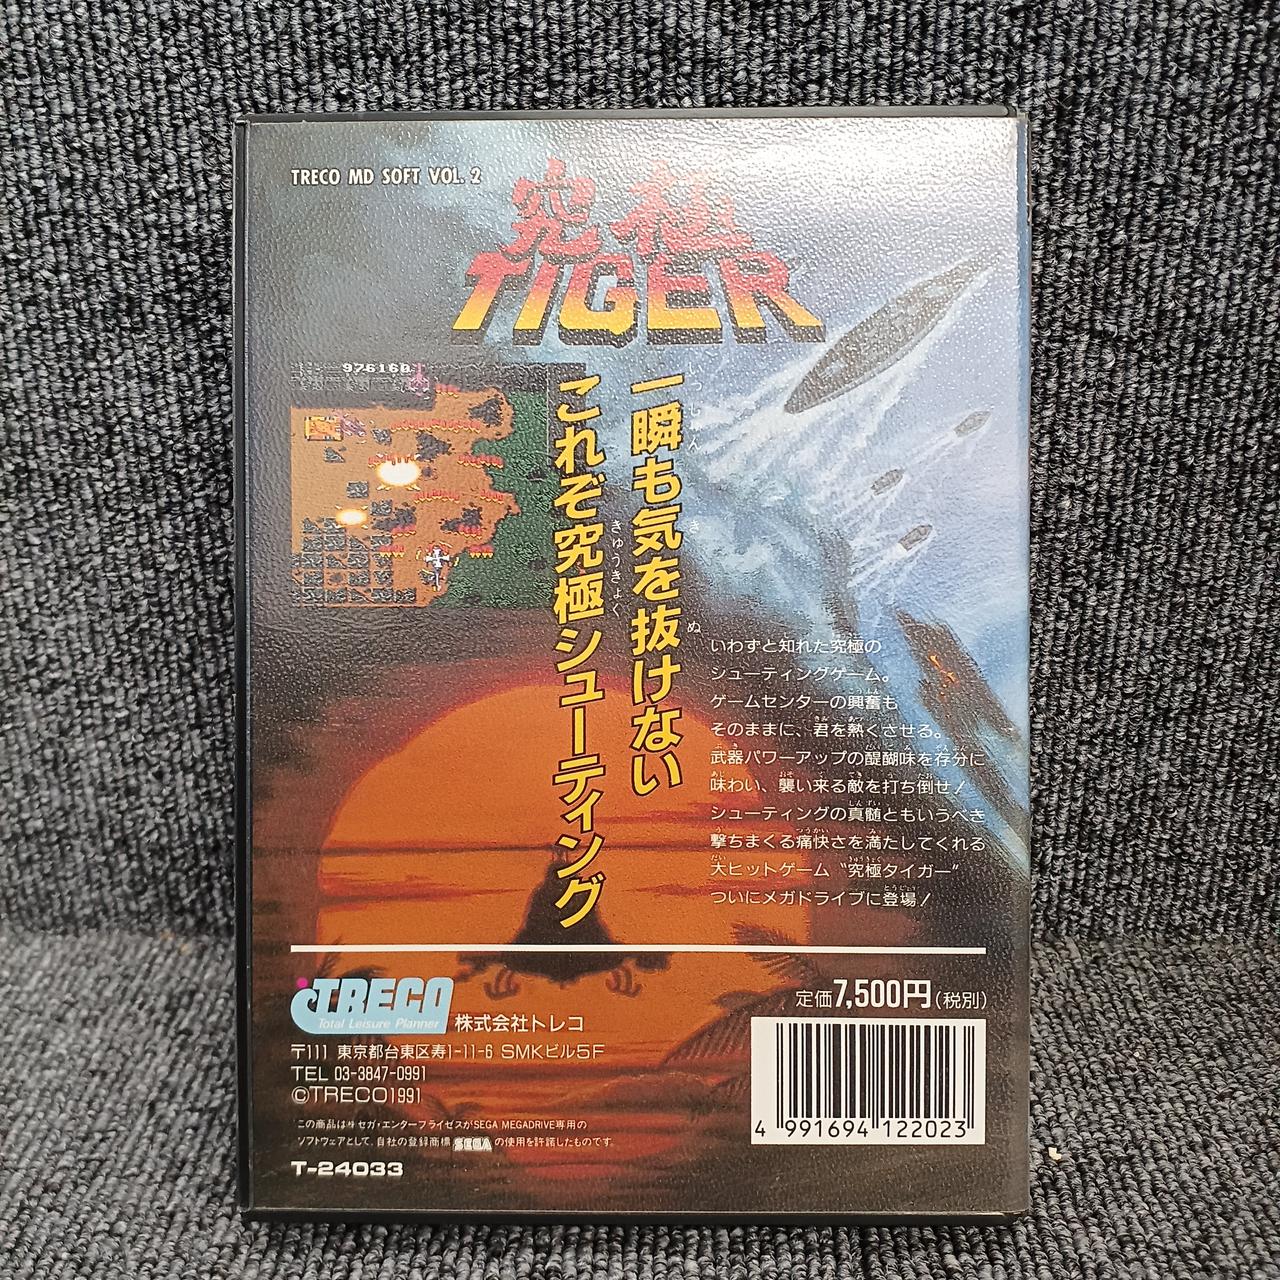 TRECO MD SOFT VOL. 2
究極
TIGER
976160
一瞬も気を抜けない
これぞ究極シューティング
いわずと知れた究極の
シューティングゲーム。
ゲームセンターの興奮も
そのままに、君を熱くさせる。
武器パワーアップの醍醐味を存分に
味わい、襲い来る敵を打ち倒せ!
シューティングの真髄ともいうべき
撃ちまくる痛快さを満たしてくれる
大ヒットゲーム“究極タイガー”
ついにメガドライブに登場!
TRECO
Total Leisure Planner
株式会社トレコ
〒111 東京都台東区寿1-11-6 SMKビル5F
TEL 03-3847-0991
©TRECO1991
定価7,500円(税別)
4 991694 122023
この商品は㈱セガ・エンタープライゼスがSEGA MEGADRIVE専用の
ソフトウェアとして、自社の登録商標 SEGA の使用を許諾したものです。
T-24033